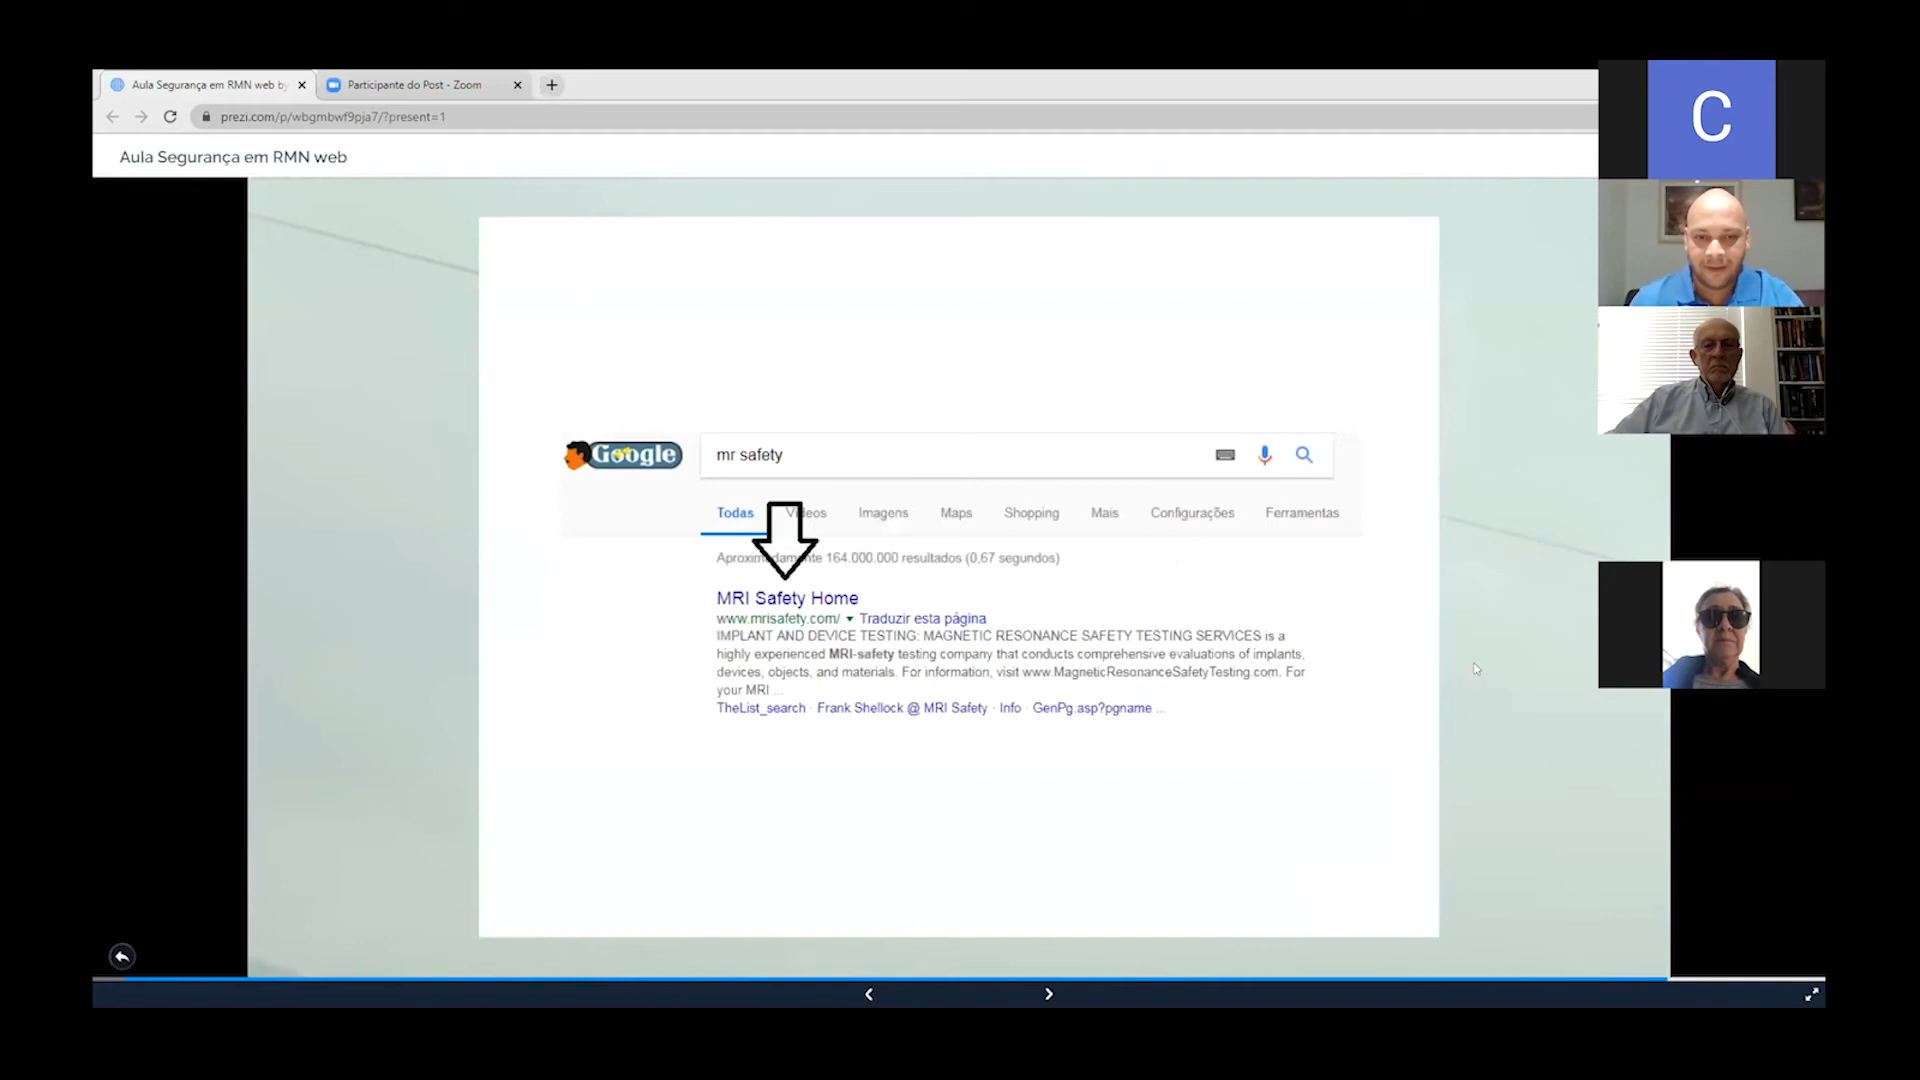 Aula Segurança em RMN web by
Participante do Post - Zoom
prezi.com/p/wbgmbwf9pja7/?present=1
Aula Segurança em RMN web
C
Google
mr safety
Todas Vídeos Imagens Maps Shopping Mais Configurações Ferramentas
Aproximadamente 164.000.000 resultados (0,67 segundos)
MRI Safety Home
www.mrisafety.com/ Traduzir esta página
IMPLANT AND DEVICE TESTING: MAGNETIC RESONANCE SAFETY TESTING SERVICES is a
highly experienced MRI-safety testing company that conducts comprehensive evaluations of implants,
devices, objects, and materials. For information, visit www.MagneticResonanceSafetyTesting.com. For
your MRI ...
TheList_search · Frank Shellock @ MRI Safety · Info · GenPg.asp?pgname ...